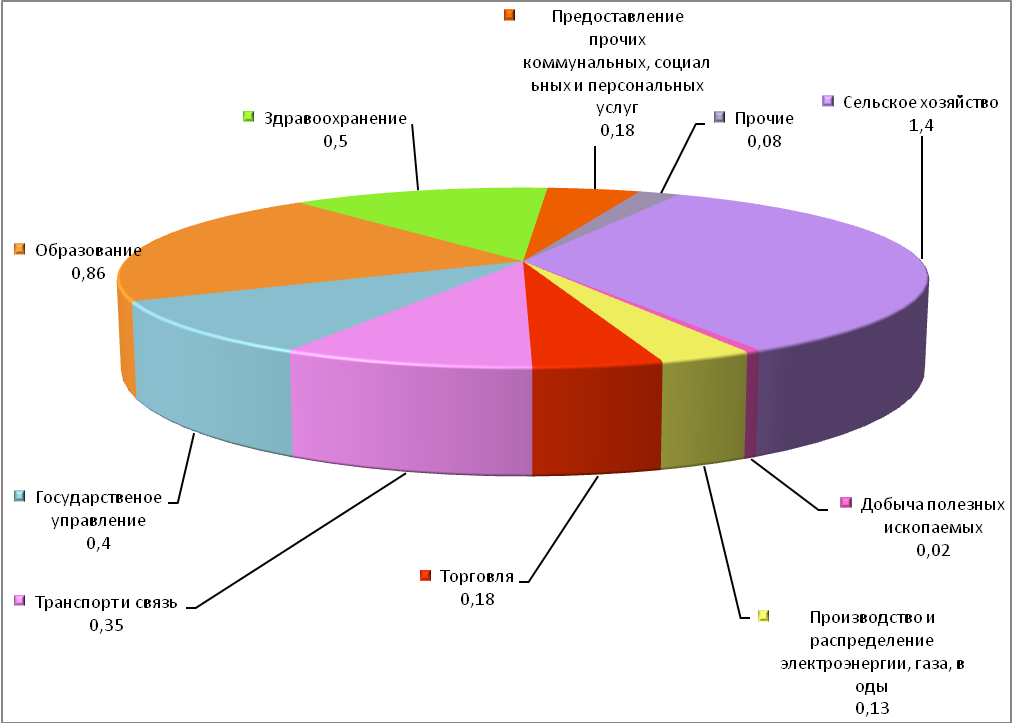 Предоставление
прочих
коммунальных, социал
ьных и персональных
услуг
0,18
Прочие
0,08
Сельское хозяйство
1,4
Здравоохранение
0,5
Образование
0,86
Государственое
управление
0,4
Добыча полезных
ископаемых
0,02
Торговля
0,18
Транспорт и связь
0,35
Производство и
распределение
электроэнергии, газа, в
оды
0,13